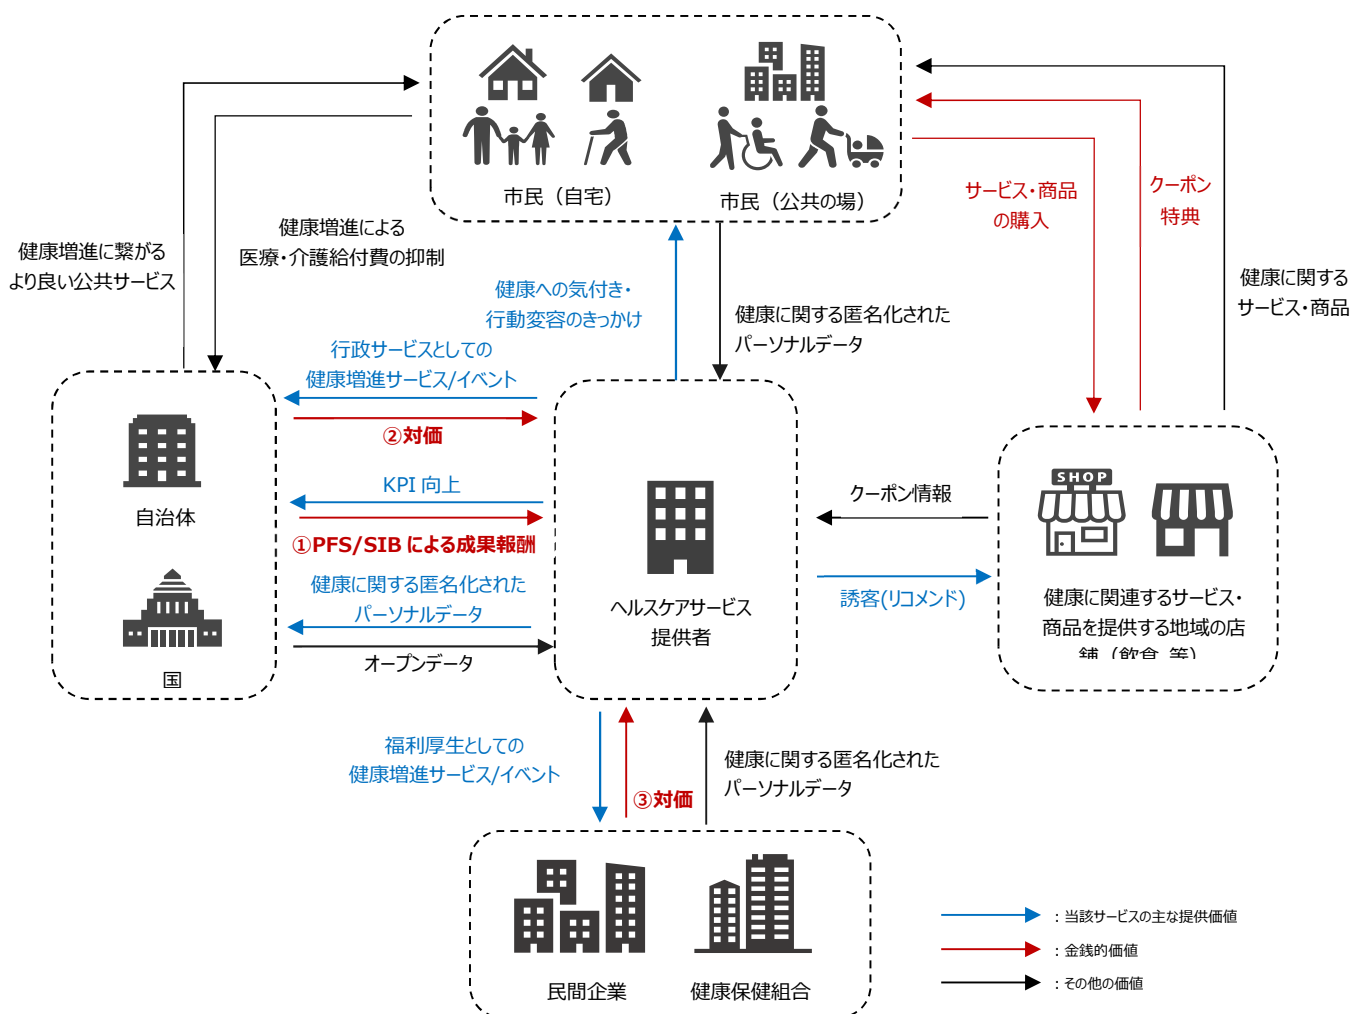 市民（自宅）
市民（公共の場）
サービス・商品
の購入
クーポン
特典
健康増進に繋がる
より良い公共サービス
健康増進による
医療・介護給付費の抑制
健康への気付き・
行動変容のきっかけ
健康に関する匿名化された
パーソナルデータ
健康に関する
サービス・商品
行政サービスとしての
健康増進サービス/イベント
②対価
KPI 向上
①PFS/SIB による成果報酬
健康に関する匿名化された
パーソナルデータ
オープンデータ
自治体
国
ヘルスケアサービス
提供者
クーポン情報
誘客(リコメンド)
SHOP
健康に関連するサービス・
商品を提供する地域の店
舗（飲食 等）
福利厚生としての
健康増進サービス/イベント
③対価
健康に関する匿名化された
パーソナルデータ
民間企業
健康保健組合
：当該サービスの主な提供価値
：金銭的価値
：その他の価値